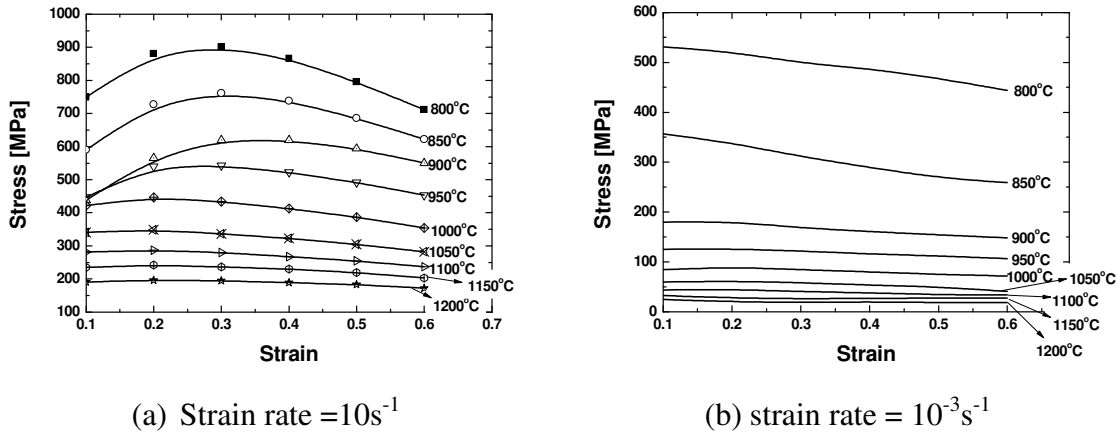 1000
900
800
700
600
500
400
300
200
100
0.1 0.2 0.3 0.4 0.5 0.6 0.7
Stress [MPa]
Strain
800°C
850°C
900°C
950°C
1000°C
1050°C
1100°C
1150°C
1200°C
(a) Strain rate =10s⁻¹
600
500
400
300
200
100
0
0.1 0.2 0.3 0.4 0.5 0.6
Stress [MPa]
Strain
800°C
850°C
900°C
950°C
1000°C
1050°C
1100°C
1150°C
1200°C
(b) strain rate = 10⁻³s⁻¹